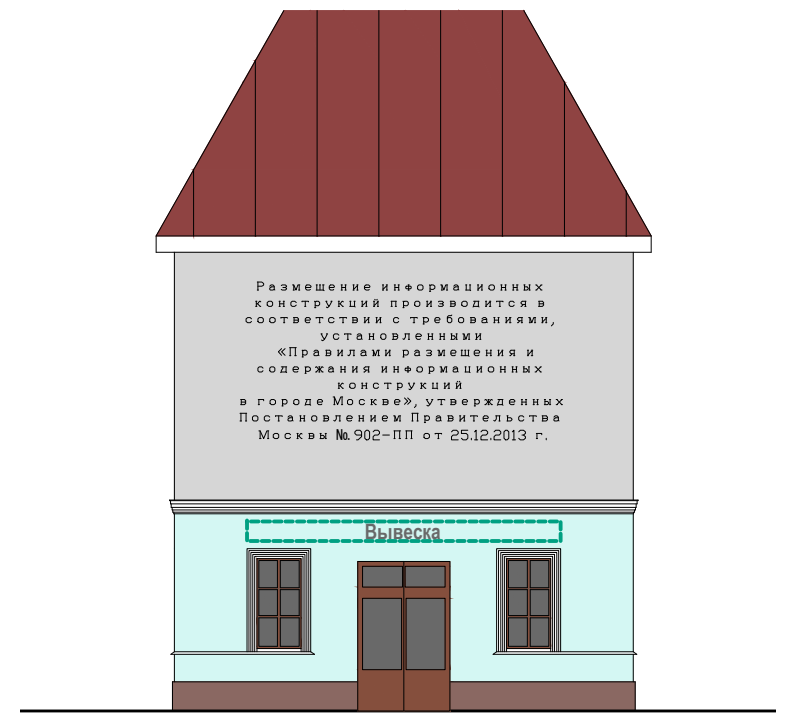 Размещение информационных
конструкций производится в
соответствии с требованиями,
установленными
«Правилами размещения и
содержания информационных
конструкций
в городе Москве», утвержденных
Постановлением Правительства
Москвы №902-ПП от 25.12.2013 г.
Вывеска